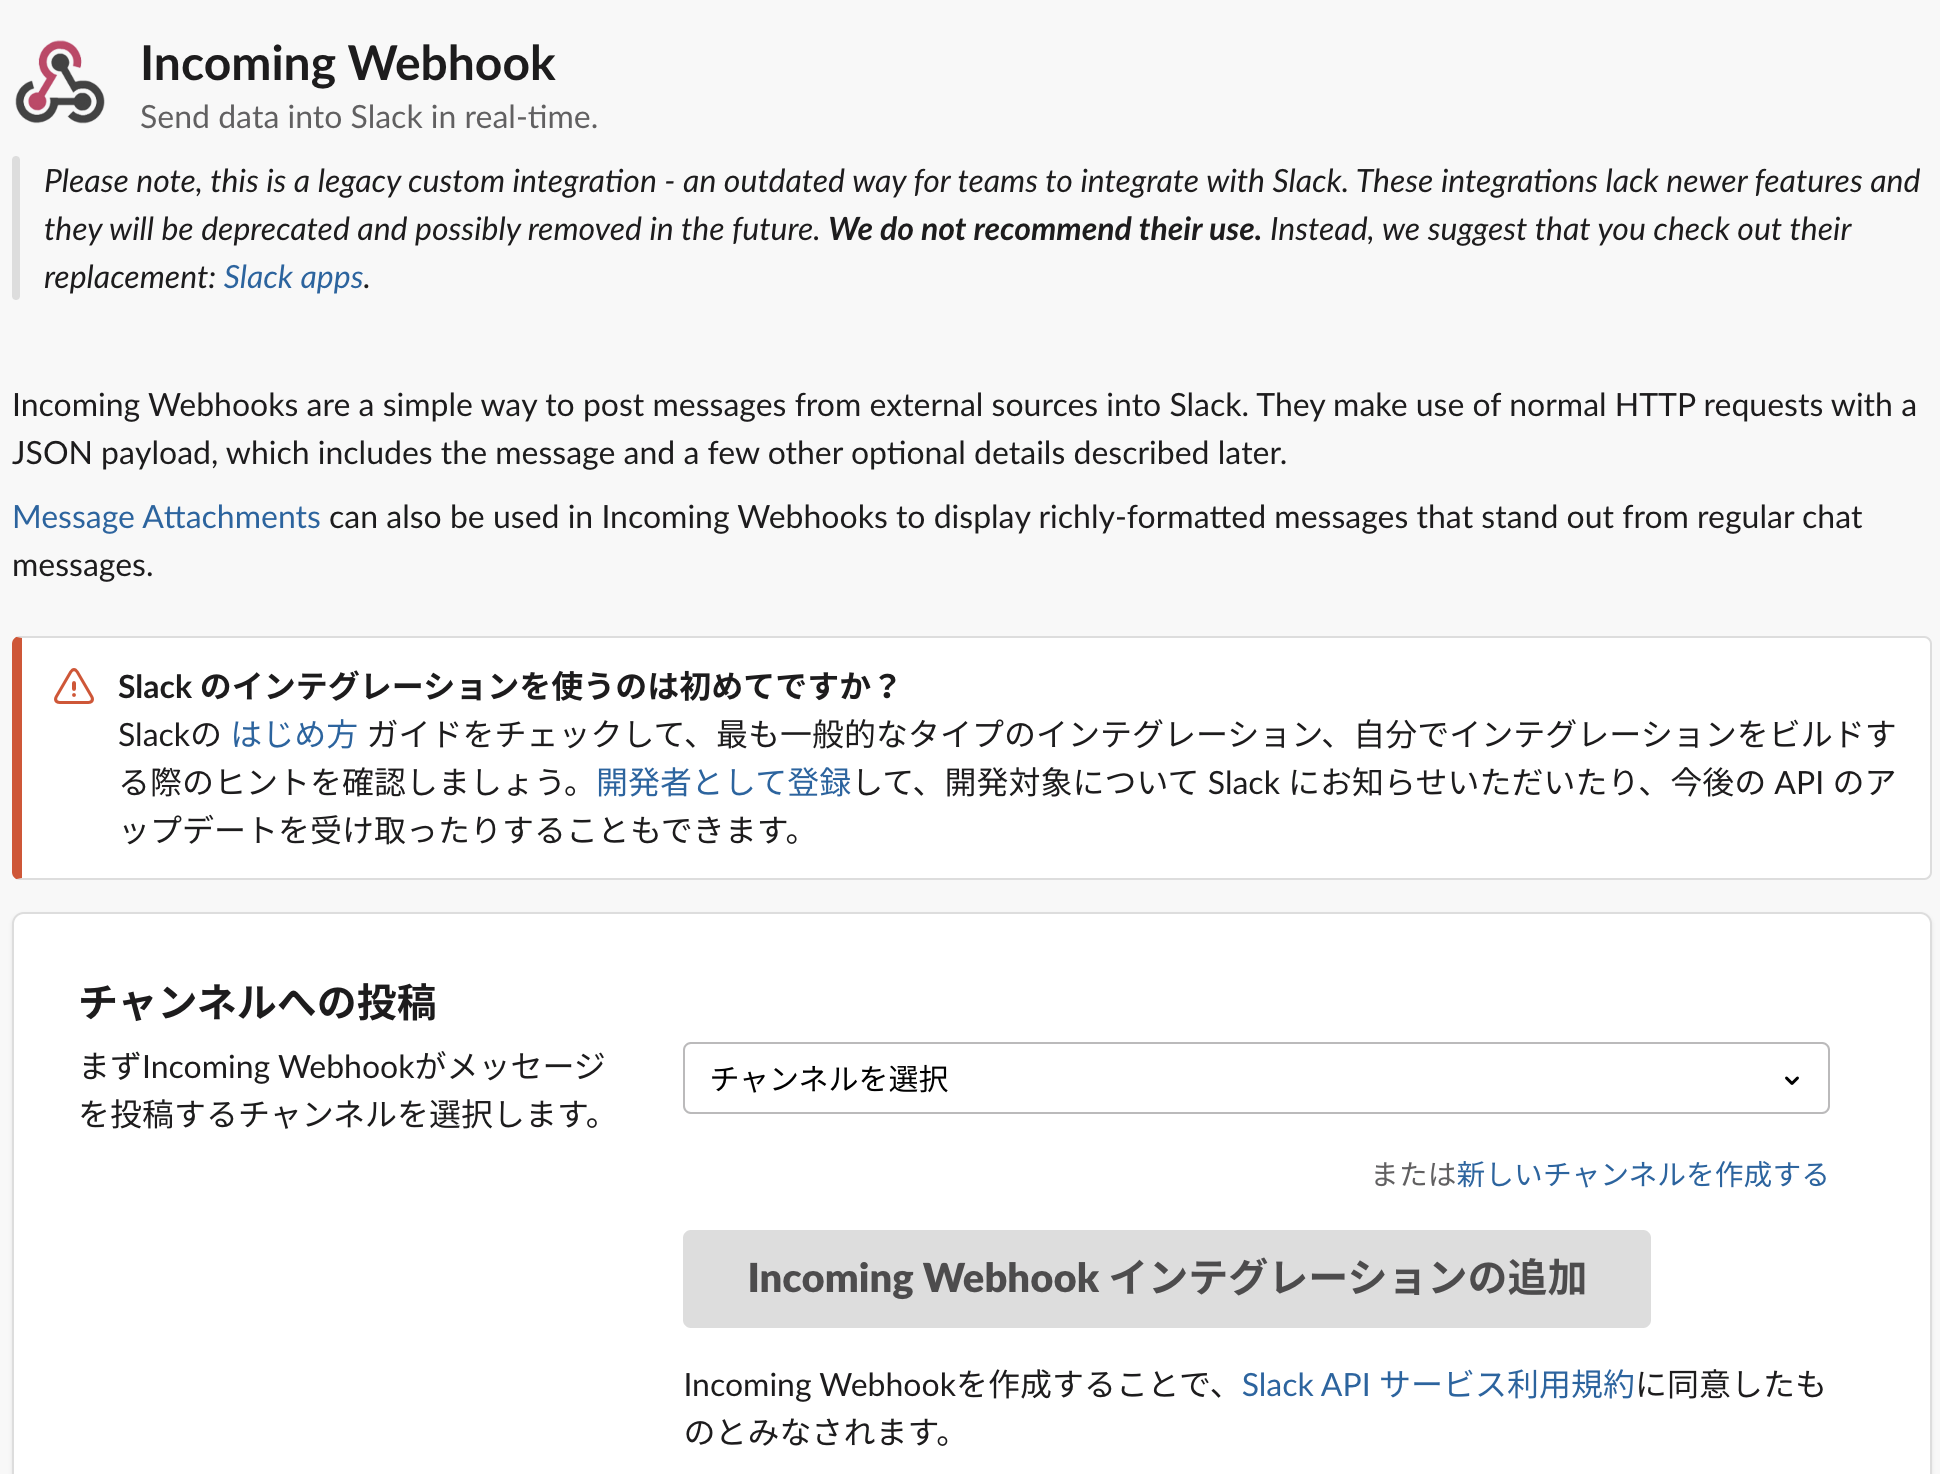 Incoming Webhook
Send data into Slack in real-time.
Please note, this is a legacy custom integration - an outdated way for teams to integrate with Slack. These integrations lack newer features and
they will be deprecated and possibly removed in the future. We do not recommend their use. Instead, we suggest that you check out their
replacement: Slack apps.
Incoming Webhooks are a simple way to post messages from external sources into Slack. They make use of normal HTTP requests with a
JSON payload, which includes the message and a few other optional details described later.
Message Attachments can also be used in Incoming Webhooks to display richly-formatted messages that stand out from regular chat
messages.
Slack のインテグレーションを使うのは初めてですか？
Slackの はじめ方 ガイドをチェックして、最も一般的なタイプのインテグレーション、自分でインテグレーションをビルドす
る際のヒントを確認しましょう。開発者として登録して、開発対象について Slack にお知らせいただいたり、今後の API のア
ップデートを受け取ったりすることもできます。
チャンネルへの投稿
まずIncoming Webhookがメッセージ
を投稿するチャンネルを選択します。
チャンネルを選択
または新しいチャンネルを作成する
Incoming Webhook インテグレーションの追加
Incoming Webhookを作成することで、Slack API サービス利用規約に同意したも
のとみなされます。